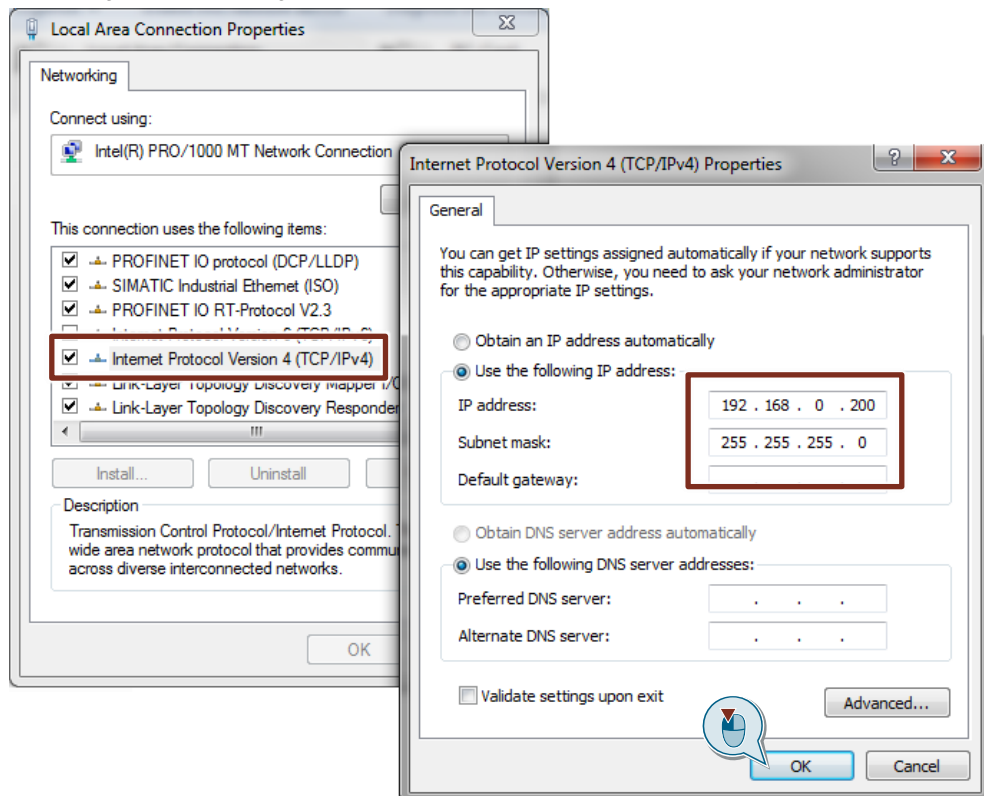 Local Area Connection Properties
Networking
Connect using:
Intel(R) PRO/1000 MT Network Connection
This connection uses the following items:
PROFINET IO protocol (DCP/LLDP)
SIMATIC Industrial Ethernet (ISO)
PROFINET IO RT-Protocol V2.3
Internet Protocol Version 4 (TCP/IPv4)
Link-Layer Topology Discovery Mapper I/O
Link-Layer Topology Discovery Responder
Install...
Uninstall
Description
Transmission Control Protocol/Internet Protocol.
wide area network protocol that provides
across diverse interconnected networks.
OK
Internet Protocol Version 4 (TCP/IPv4) Properties
General
You can get IP settings assigned automatically if your network supports
this capability. Otherwise, you need to ask your network administrator
for the appropriate IP settings.
Obtain an IP address automatically
Use the following IP address:
IP address: 192 . 168 . 0 . 200
Subnet mask: 255 . 255 . 255 . 0
Default gateway:
Obtain DNS server address automatically
Use the following DNS server addresses:
Preferred DNS server: . . .
Alternate DNS server: . . .
Validate settings upon exit
Advanced...
OK
Cancel